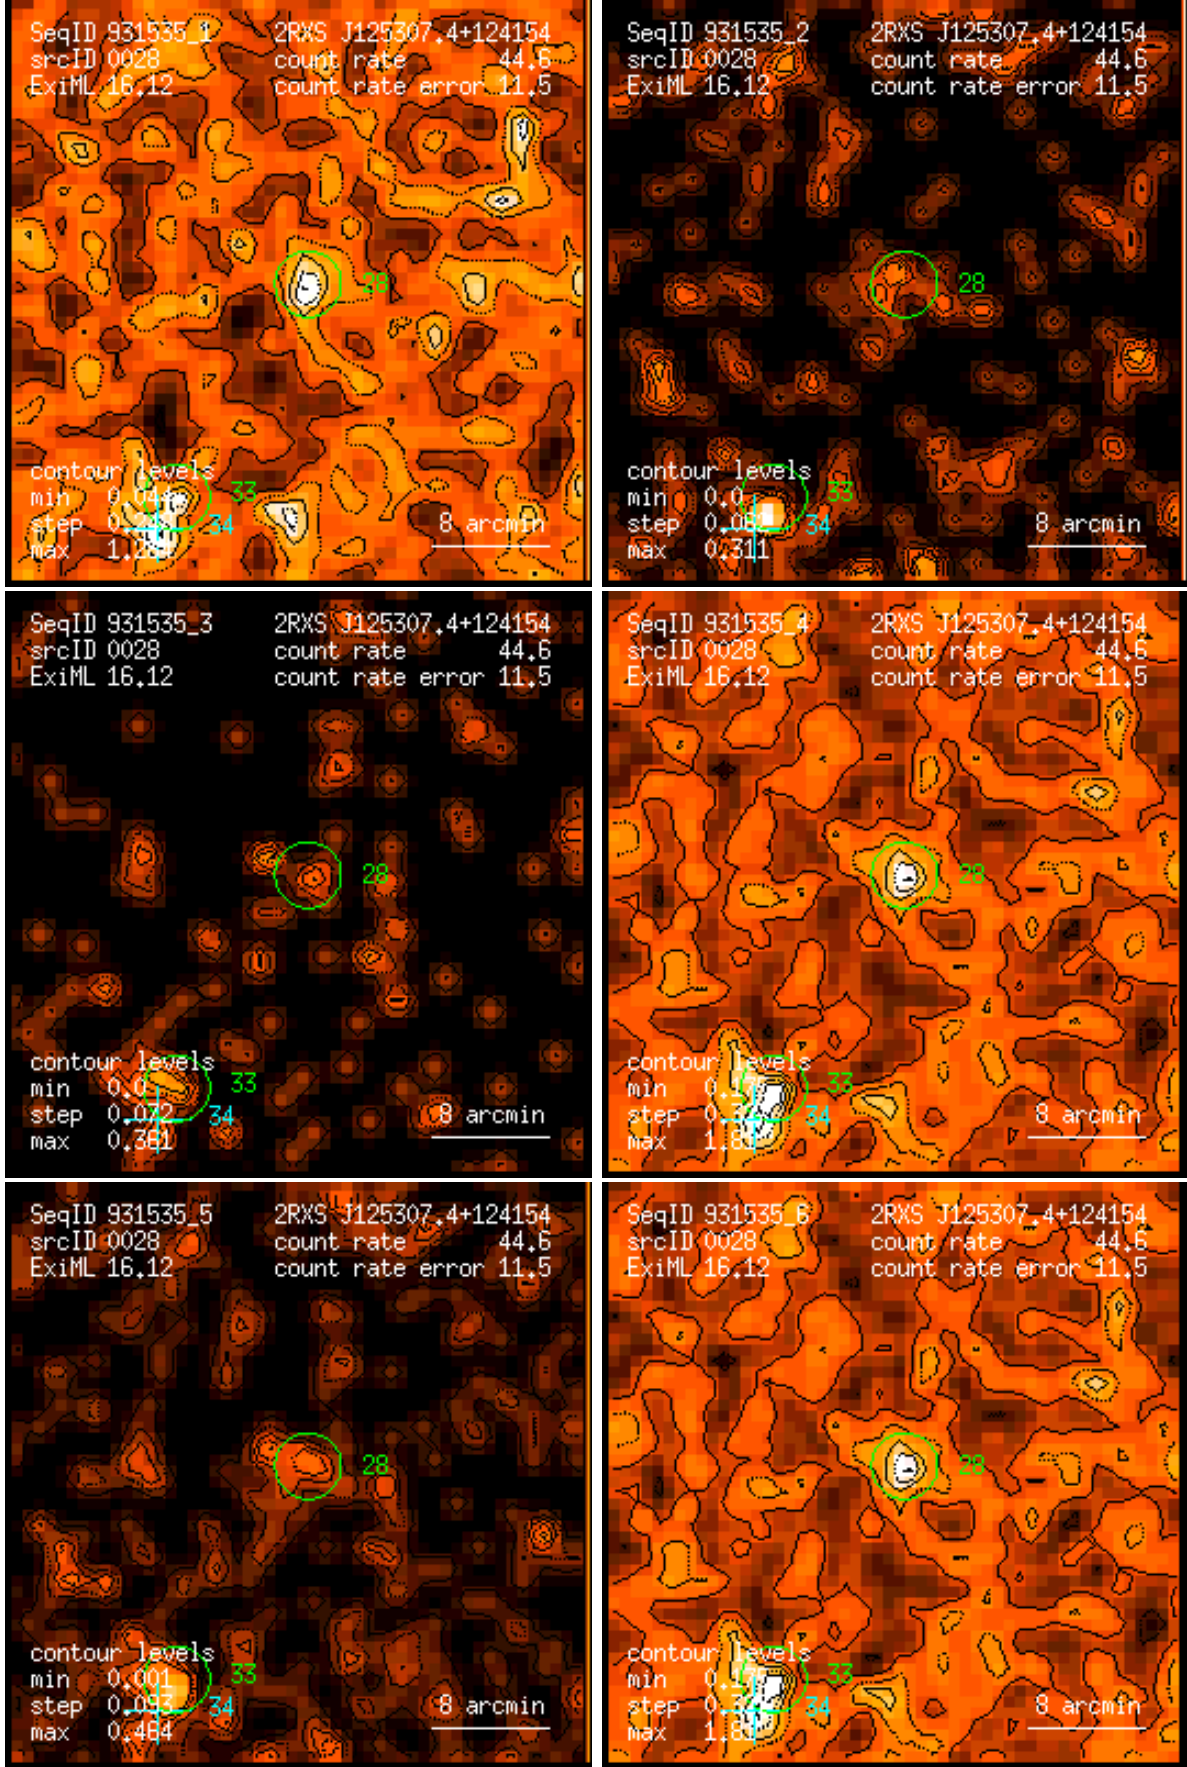 SeqID 931535_1 2RXS J125307.4+124154
srcID 0028 count rate 44.6
ExiML 16.12 count rate error 11.5
28
contour levels
min 33
step 34 8 arcmin
max
SeqID 931535_2 2RXS J125307.4+124154
srcID 0028 count rate 44.6
ExiML 16.12 count rate error 11.5
28
contour levels
min 0.0 33
step 34 8 arcmin
max 0.311
SeqID 931535_3 2RXS J125307.4+124154
srcID 0028 count rate 44.6
ExiML 16.12 count rate error 11.5
28
contour levels
min 0.0 33
step 0.072 34 8 arcmin
max 0.361
SeqID 931535_4 2RXS J125307.4+124154
srcID 0028 count rate 44.6
ExiML 16.12 count rate error 11.5
28
contour levels
min 33
step 34 8 arcmin
max
SeqID 931535_5 2RXS J125307.4+124154
srcID 0028 count rate 44.6
ExiML 16.12 count rate error 11.5
28
contour levels
min 0.001 33
step 0.093 34 8 arcmin
max 0.464
SeqID 931535_6 2RXS J125307.4+124154
srcID 0028 count rate 44.6
ExiML 16.12 count rate error 11.5
28
contour levels
min 33
step 34 8 arcmin
max